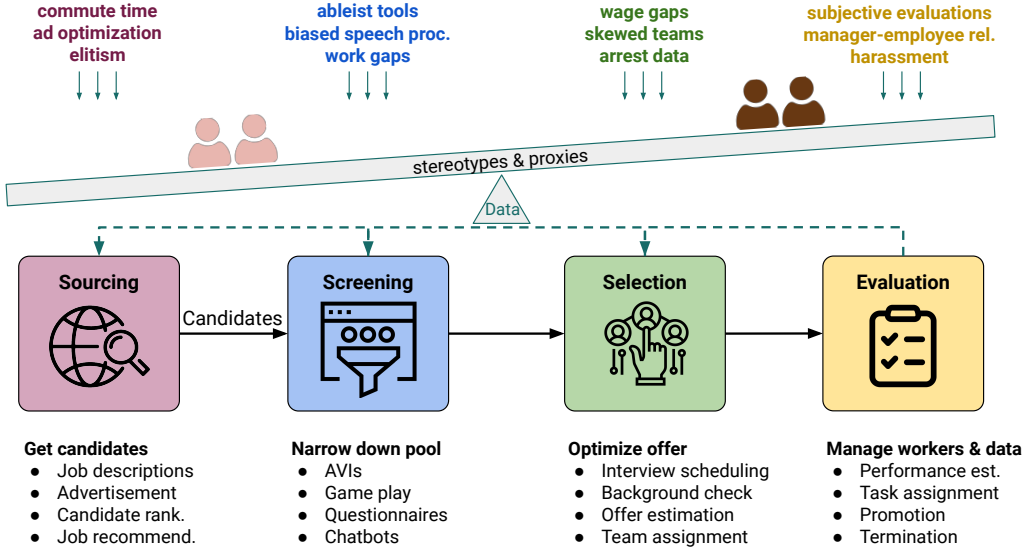 commute time
ad optimization
elitism
ableist tools
biased speech proc.
work gaps
wage gaps
skewed teams
arrest data
subjective evaluations
manager-employee rel.
harassment
stereotypes & proxies
Data
Sourcing
Candidates
Screening
Selection
Evaluation
Get candidates
● Job descriptions
● Advertisement
● Candidate rank.
● Job recommend.
Narrow down pool
● AVIs
● Game play
● Questionnaires
● Chatbots
Optimize offer
● Interview scheduling
● Background check
● Offer estimation
● Team assignment
Manage workers & data
● Performance est.
● Task assignment
● Promotion
● Termination